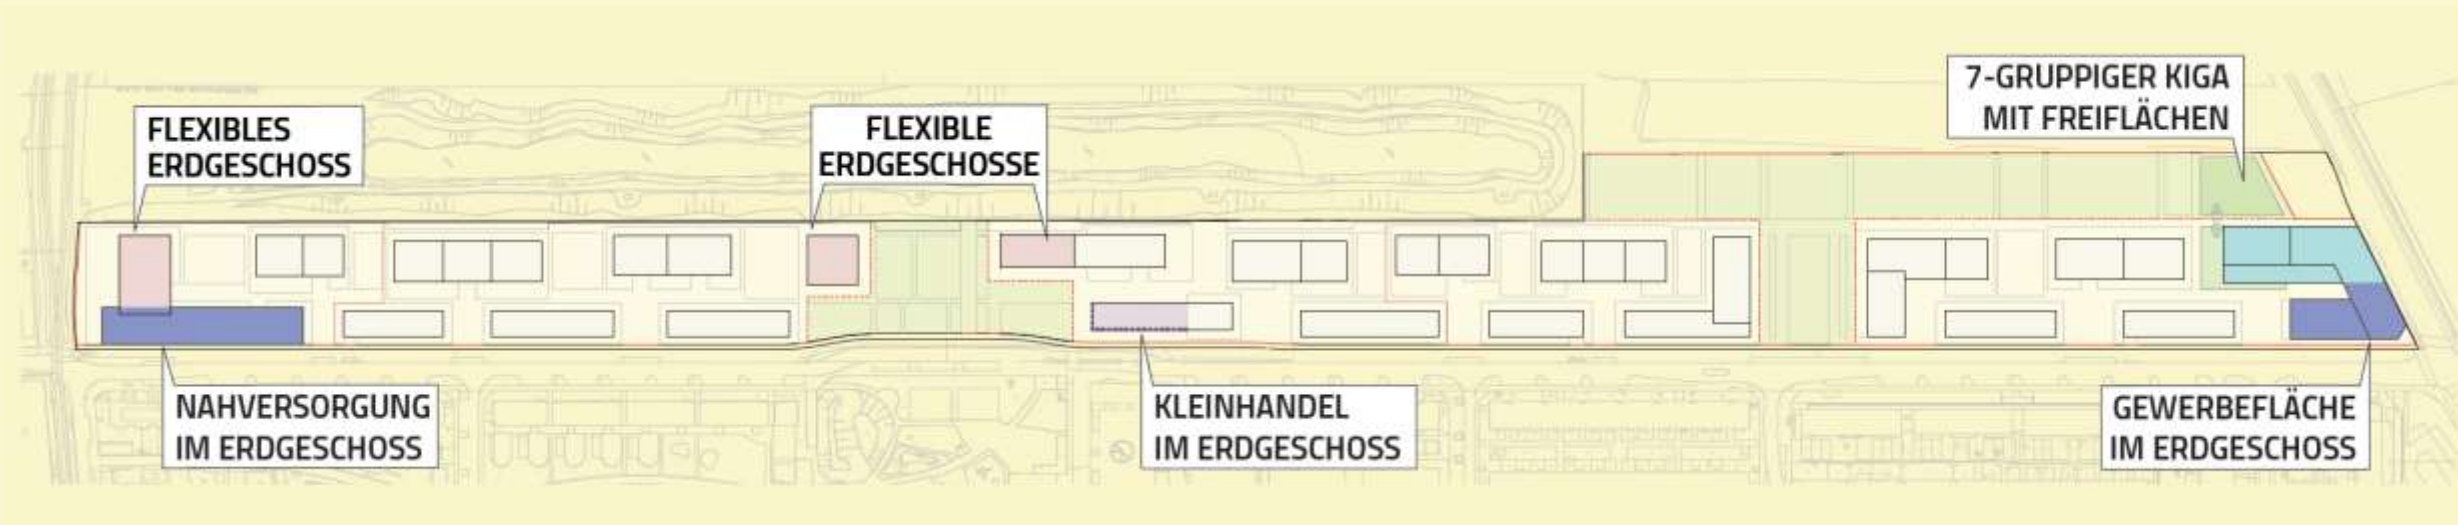 7-GRUPPIGER KIGA
MIT FREIFLÄCHEN
FLEXIBLES
ERDGESCHOSS
FLEXIBLE
ERDGESCHOSSE
NAHVERSORGUNG
IM ERDGESCHOSS
KLEINHANDEL
IM ERDGESCHOSS
GEWERBEFLÄCHE
IM ERDGESCHOSS